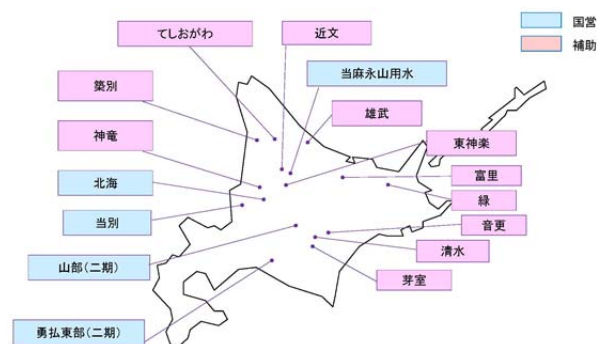 国営
補助
てしおがわ
近文
当麻永山用水
雄武
築別
神竜
東神楽
北海
富里
緑
当別
音更
清水
山部(二期)
芽室
勇払東部(二期)